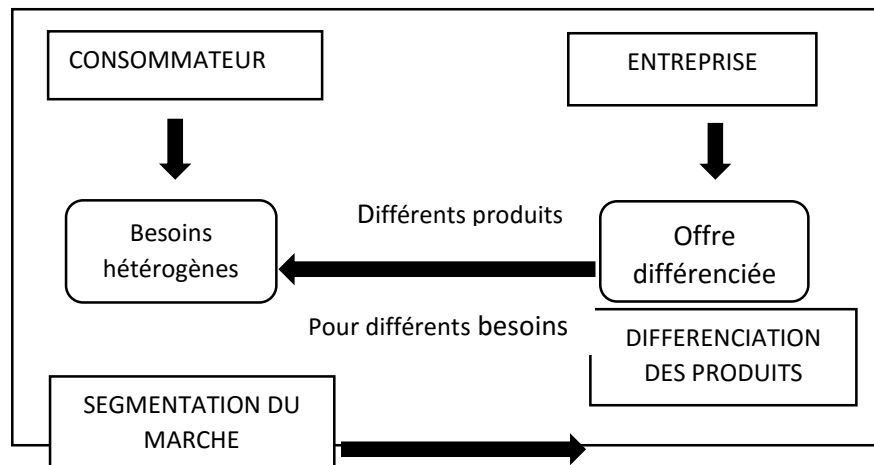 CONSOMMATEUR
ENTREPRISE
Différents produits
Besoins
hétérogènes
Offre
différenciée
Pour différents besoins
DIFFERENCIATION
DES PRODUITS
SEGMENTATION DU
MARCHE